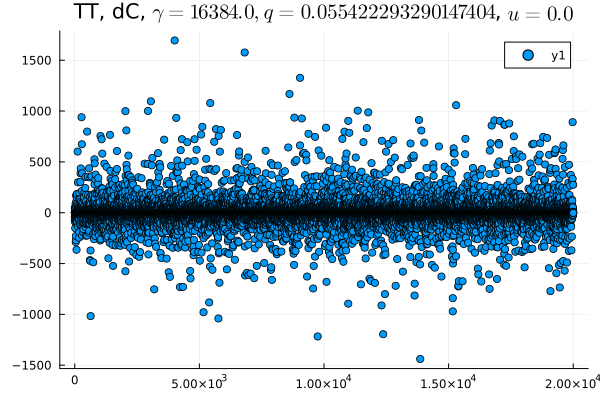 TT, dC, γ = 16384.0, q = 0.055422293290147404, u = 0.0
y1
1500
1000
500
0
−500
−1000
−1500
0 5.00×10³ 1.00×10⁴ 1.50×10⁴ 2.00×10⁴